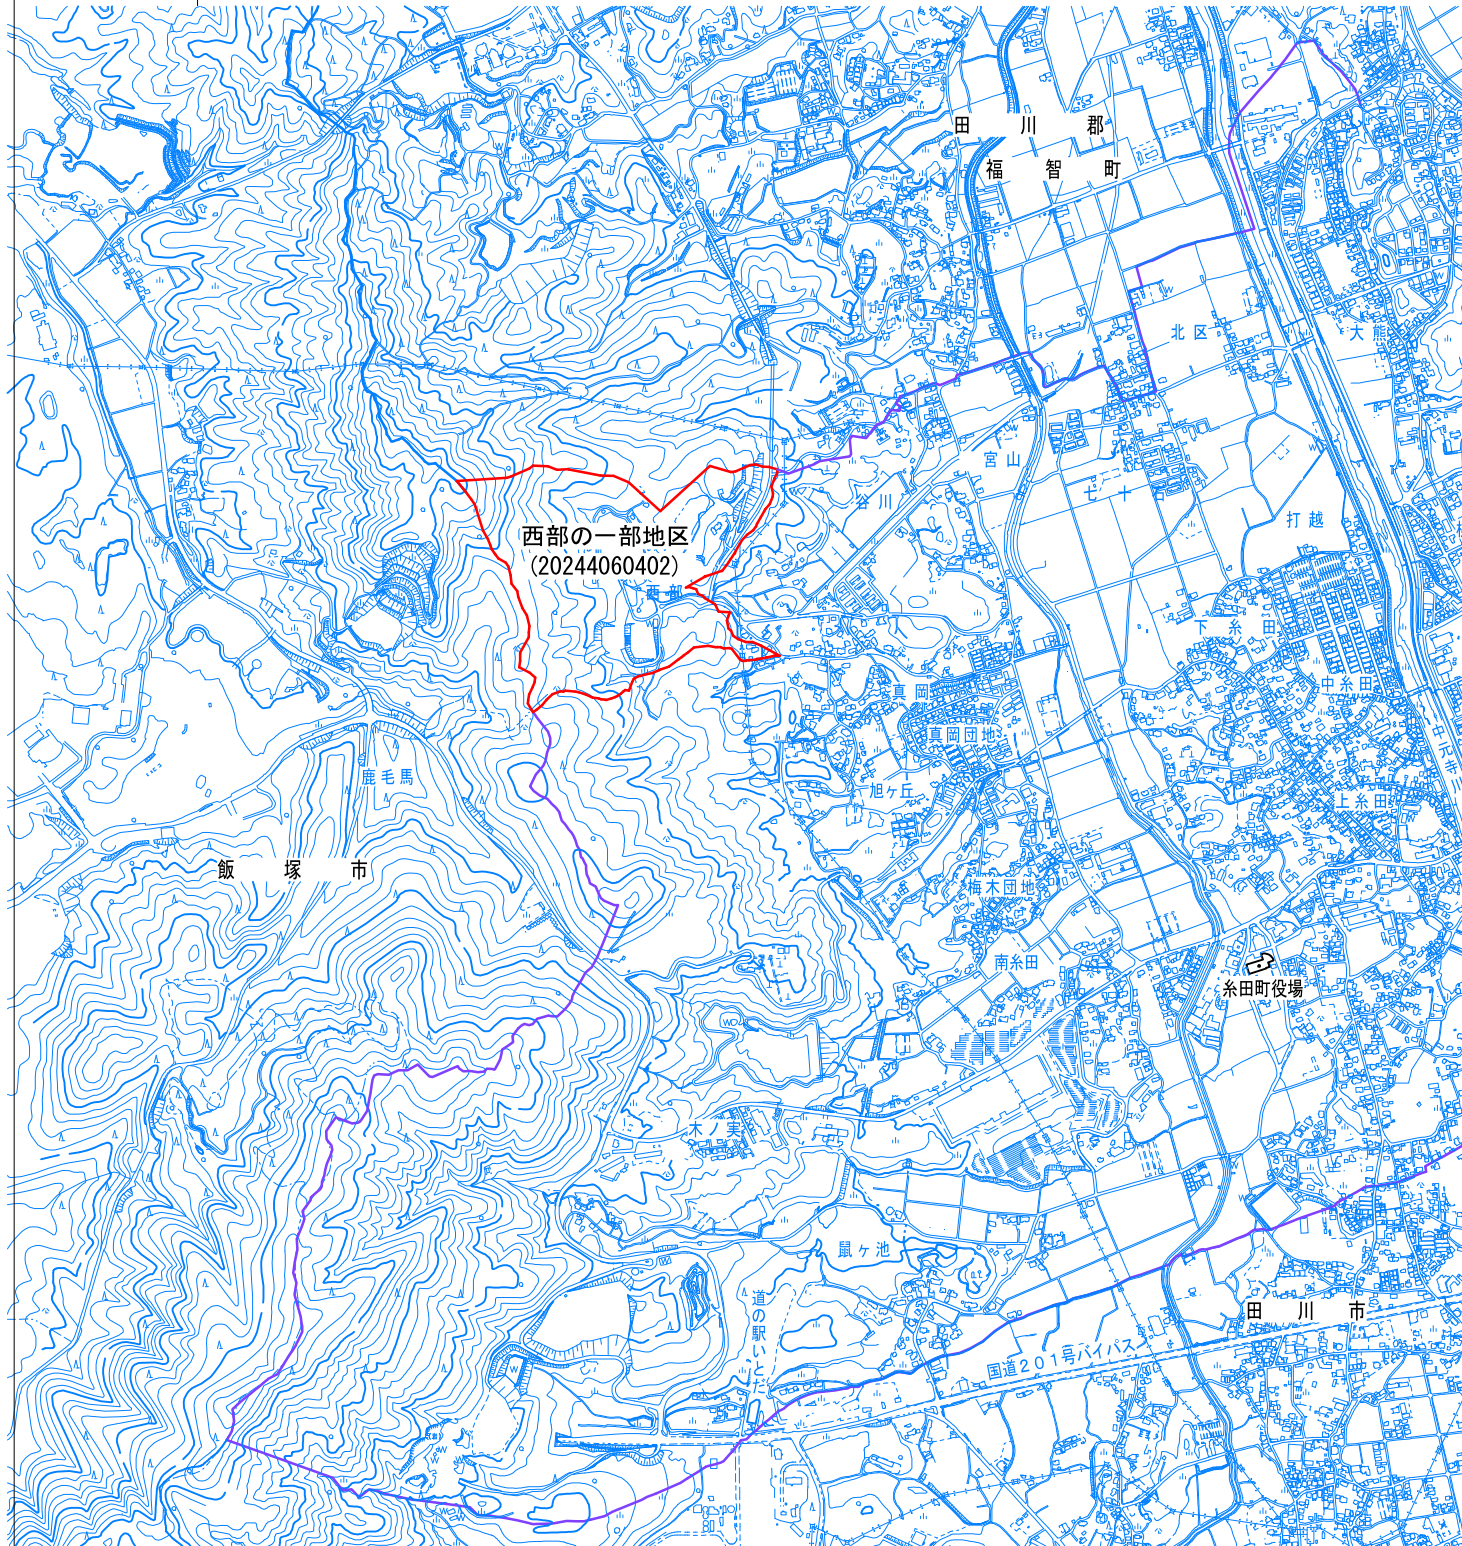 田川郡
福智町
北区
大熊
宮山
谷川
打越
西部の一部地区
(20244060402)
西部
下糸田
中糸田
真岡
真岡団地
鹿毛馬
旭ヶ丘
上糸田
飯塚市
梅木団地
南糸田
糸田町役場
木ノ実
鼠ヶ池
道の駅いとだ
田川市
国道201号バイパス